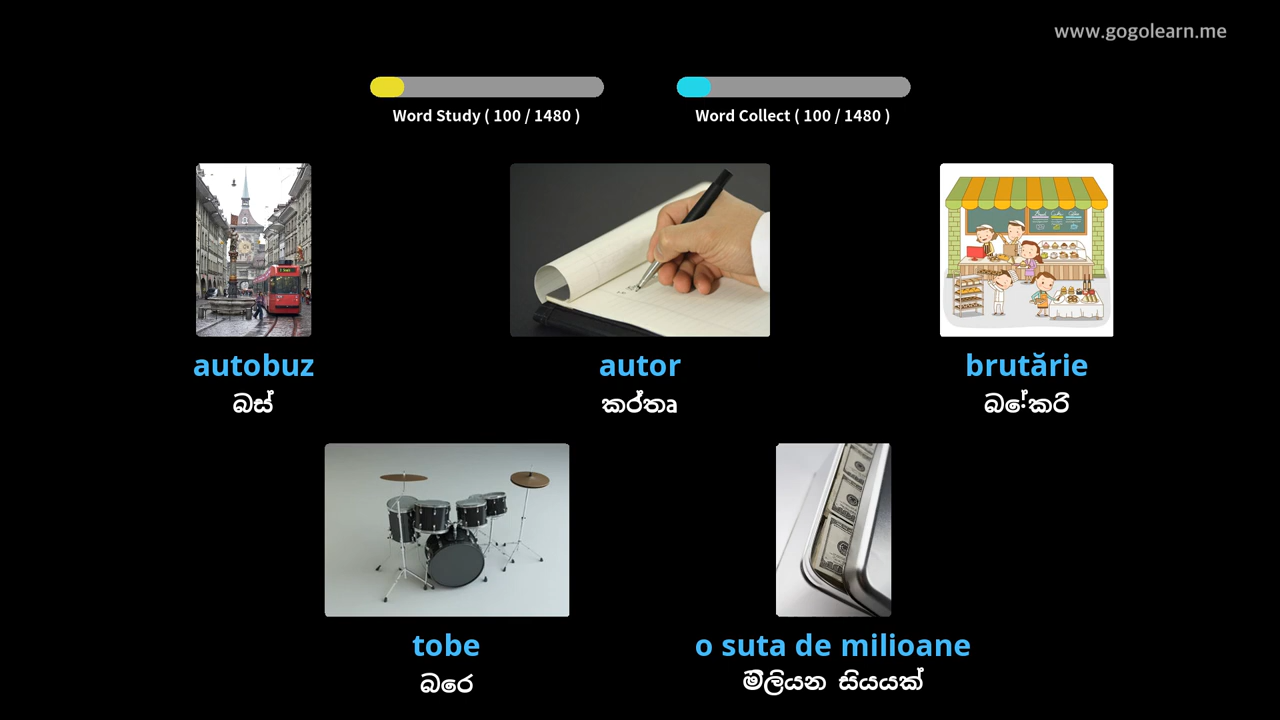 www.gogolearn.me
Word Study ( 100 / 1480 )
Word Collect ( 100 / 1480 )
autobuz
බස්
autor
කර්තෘ
brutărie
බේකරි
tobe
බෙර
o suta de milioane
මිලියන සියයක්